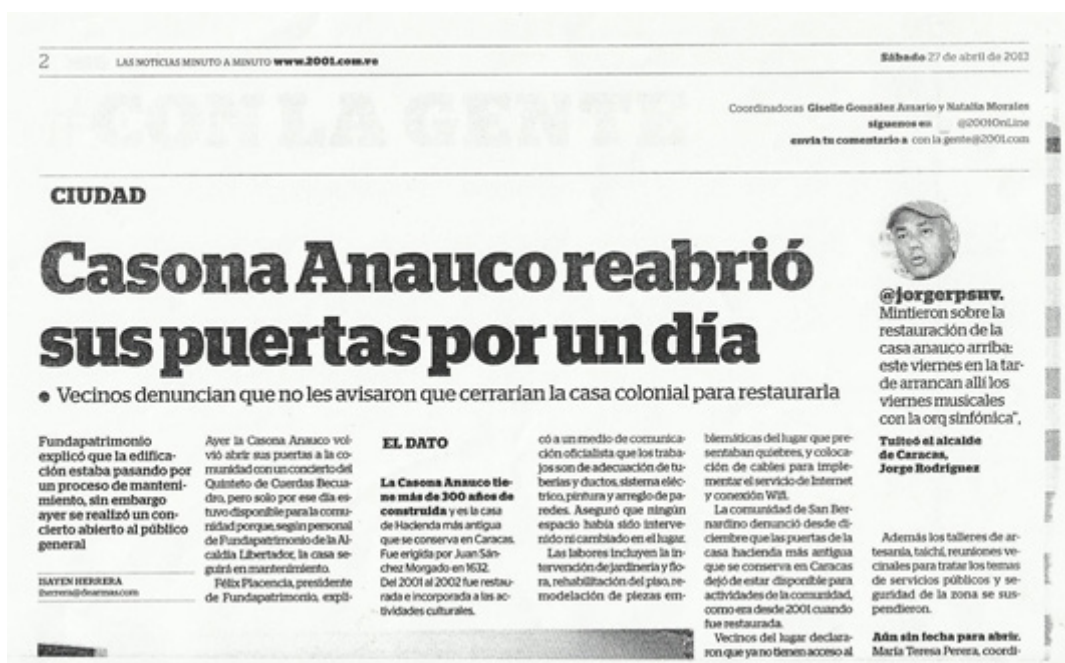 2 LAS NOTICIAS MINUTO A MINUTO www.2001.com.ve
Sábado 27 de abril de 2013
Coordinadoras Giselle González Amario y Natalia Morales
síguenos en _ @2001OnLine
envía tu comentario a con la gente@2001.com
CIUDAD
Casona Anauco reabrió
sus puertas por un día
● Vecinos denuncian que no les avisaron que cerrarían la casa colonial para restaurarla
Fundapatrimonio
explicó que la edifica-
ción estaba pasando por
un proceso de manteni-
miento, sin embargo
ayer se realizó un con-
cierto abierto al público
general
ISAYEN HERRERA
iherrera@dearmas.com
Ayer la Casona Anauco vol-
vió abrir sus puertas a la co-
munidad con un concierto del
Quinteto de Cuerdas Becua-
dro, pero solo por ese día es-
tuvo disponible para la comu-
nidad porque, según personal
de Fundapatrimonio de la Al-
caldía Libertador, la casa se-
guirá en mantenimiento.
Félix Placencia, presidente
de Fundapatrimonio, expli-
EL DATO
La Casona Anauco tie-
ne más de 300 años de
construida y es la casa
de Hacienda más antigua
que se conserva en Caracas.
Fue erigida por Juan Sán-
chez Morgado en 1632.
Del 2001 al 2002 fue restau-
rada e incorporada a las ac-
tividades culturales.
có a un medio de comunica-
ción oficialista que los traba-
jos son de adecuación de tu-
berías y ductos, sistema eléc-
trico, pintura y arreglo de pa-
redes. Aseguró que ningún
espacio había sido interve-
nido ni cambiado en el lugar.
Las labores incluyen la in-
tervención de jardinería y flo-
ra, rehabilitación del piso, re-
modelación de piezas em-
blemáticas del lugar que pre-
sentaban quiebres, y coloca-
ción de cables para imple-
mentar el servicio de Internet
y conexión Wifi.
La comunidad de San Ber-
nardino denunció desde di-
ciembre que las puertas de la
casa hacienda más antigua
que se conserva en Caracas
dejó de estar disponible para
actividades de la comunidad,
como era desde 2001 cuando
fue restaurada.
Vecinos del lugar declara-
ron que ya no tienen acceso al
@jorgerpsuv.
Mintieron sobre la
restauración de la
casa anauco arriba:
este viernes en la tar-
de arrancan allí los
viernes musicales
con la orq sinfónica",
Tuiteó el alcalde
de Caracas,
Jorge Rodríguez
Además los talleres de ar-
tesanía, taichí, reuniones ve-
cinales para tratar los temas
de servicios públicos y se-
guridad de la zona se sus-
pendieron.
Aún sin fecha para abrir.
María Teresa Perera, coordi-